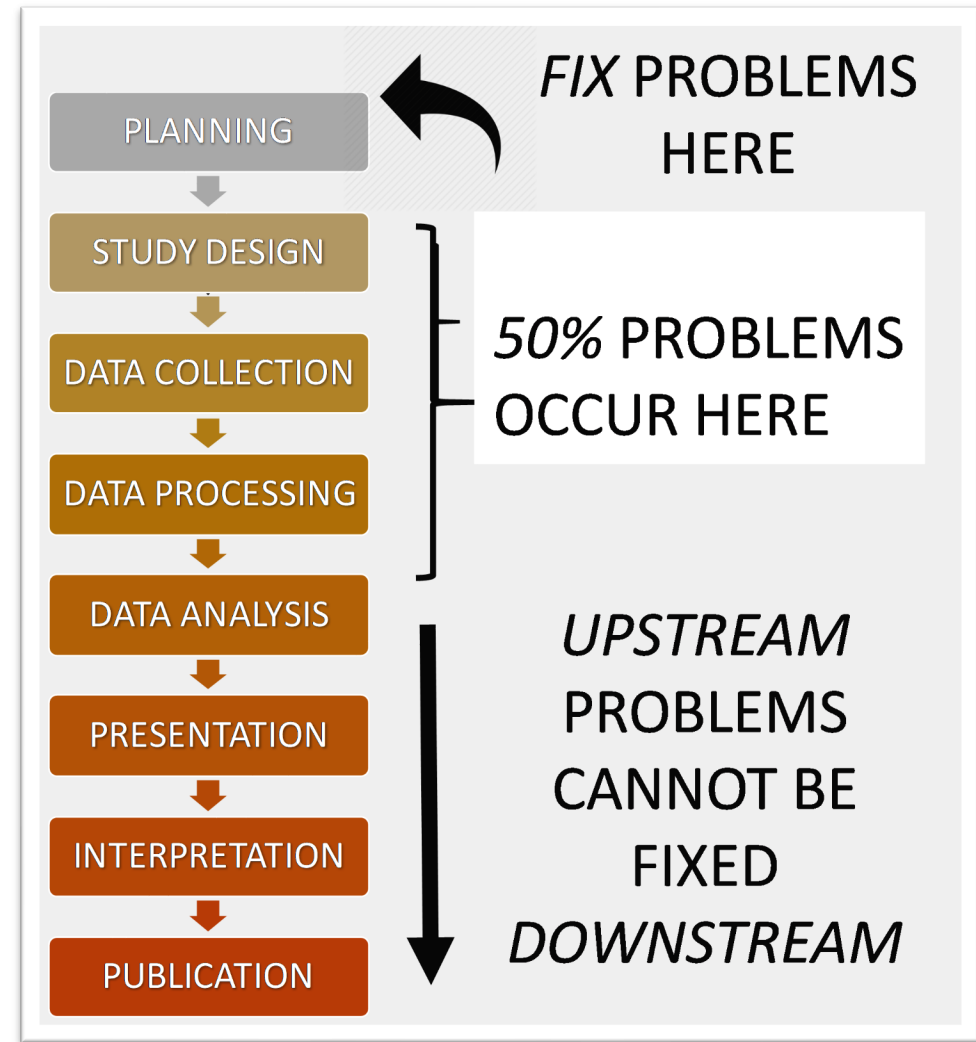 FIX PROBLEMS
HERE
PLANNING
STUDY DESIGN
50% PROBLEMS
OCCUR HERE
DATA COLLECTION
DATA PROCESSING
DATA ANALYSIS
UPSTREAM
PROBLEMS
CANNOT BE
FIXED
DOWNSTREAM
PRESENTATION
INTERPRETATION
PUBLICATION